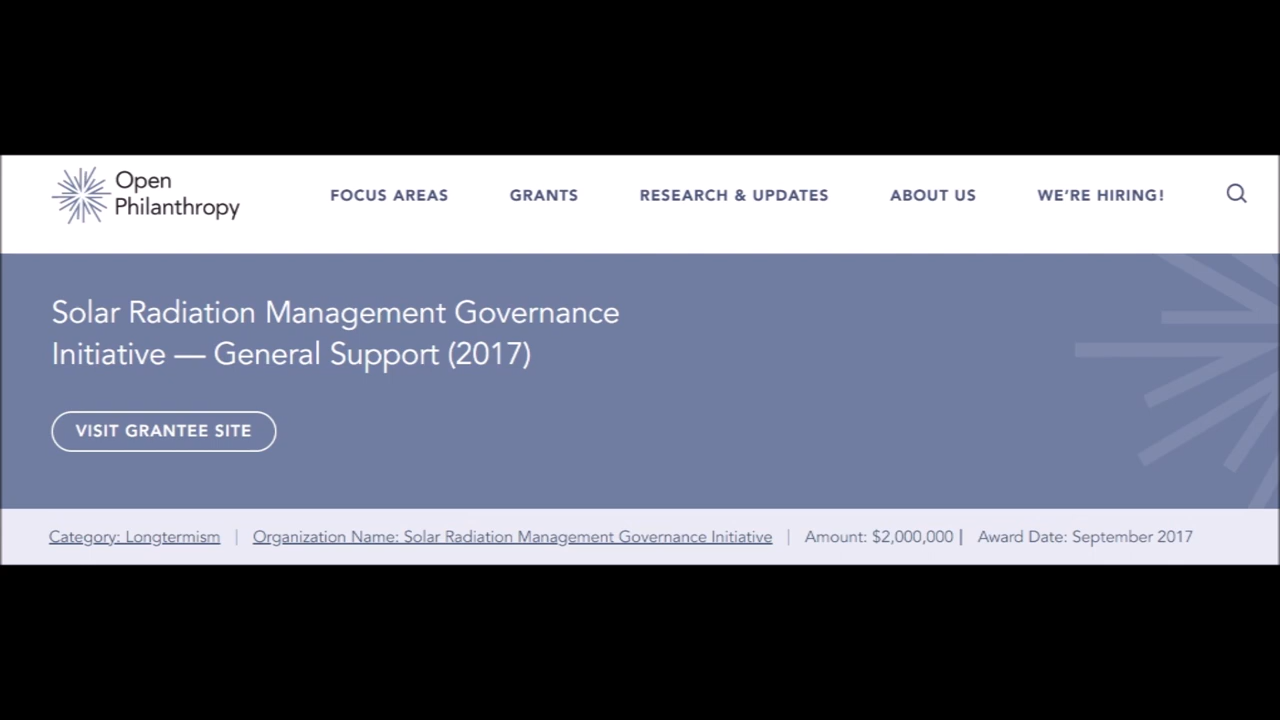 Open
Philanthropy
FOCUS AREAS GRANTS RESEARCH & UPDATES ABOUT US WE'RE HIRING!
Solar Radiation Management Governance
Initiative — General Support (2017)
VISIT GRANTEE SITE
Category: Longtermism | Organization Name: Solar Radiation Management Governance Initiative | Amount: $2,000,000 | Award Date: September 2017